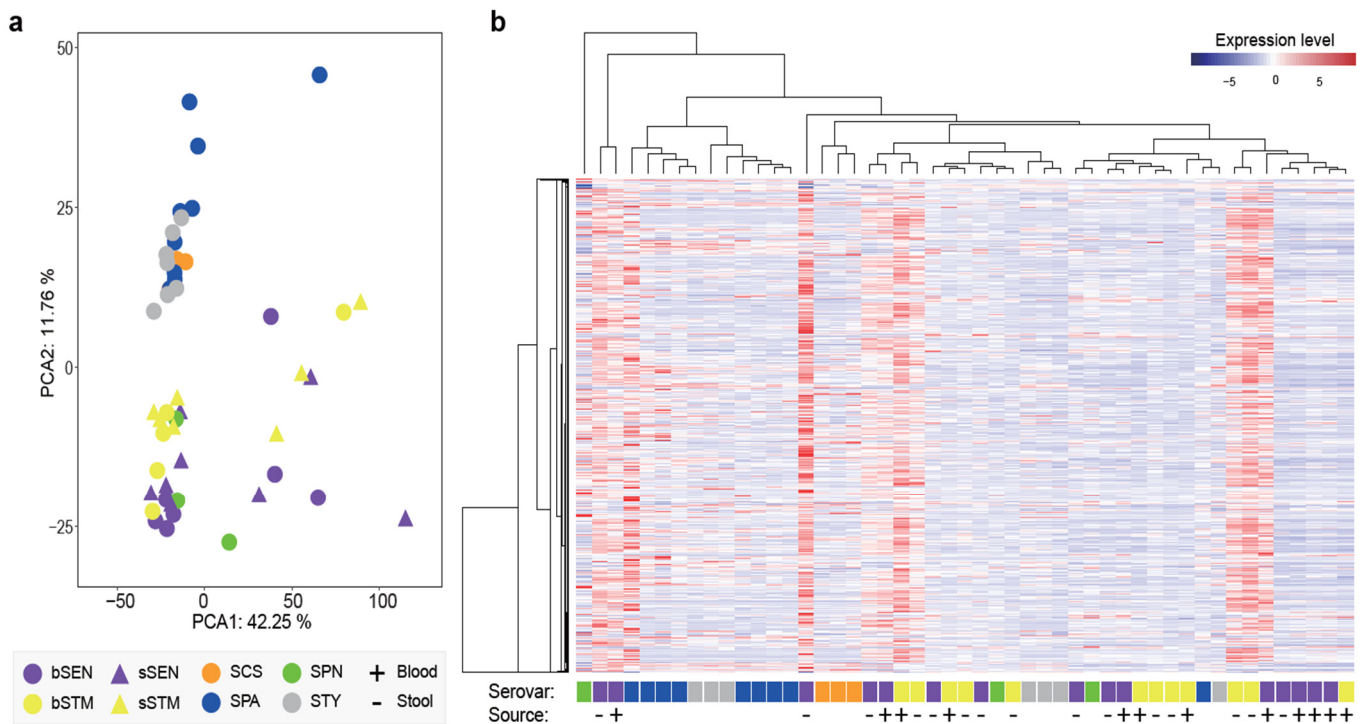 a
b
50
25
0
−25
PCA2: 11.76 %
−50 0 50 100
PCA1: 42.25 %
Expression level
−5 0 5
bSEN sSEN SCS SPN + Blood
bSTM sSTM SPA STY - Stool
Serovar:
Source: - + - - + + - - + - - - - - + + - - + - - + - + + + +